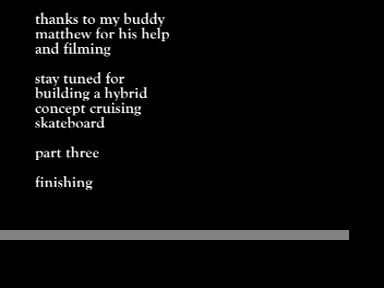 thanks to my buddy
matthew for his help
and filming
stay tuned for
building a hybrid
concept cruising
skateboard
part three
finishing